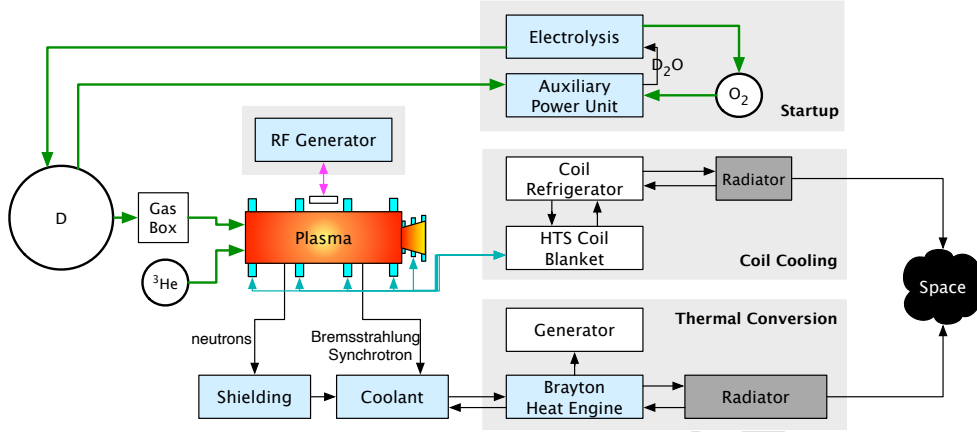 Electrolysis
D₂O
Auxiliary
Power Unit
O₂
Startup
RF Generator
Coil
Refrigerator
Radiator
D
Gas
Box
Plasma
HTS Coil
Blanket
³He
Coil Cooling
Space
neutrons
Bremsstrahlung
Synchrotron
Generator
Thermal Conversion
Shielding
Coolant
Brayton
Heat Engine
Radiator